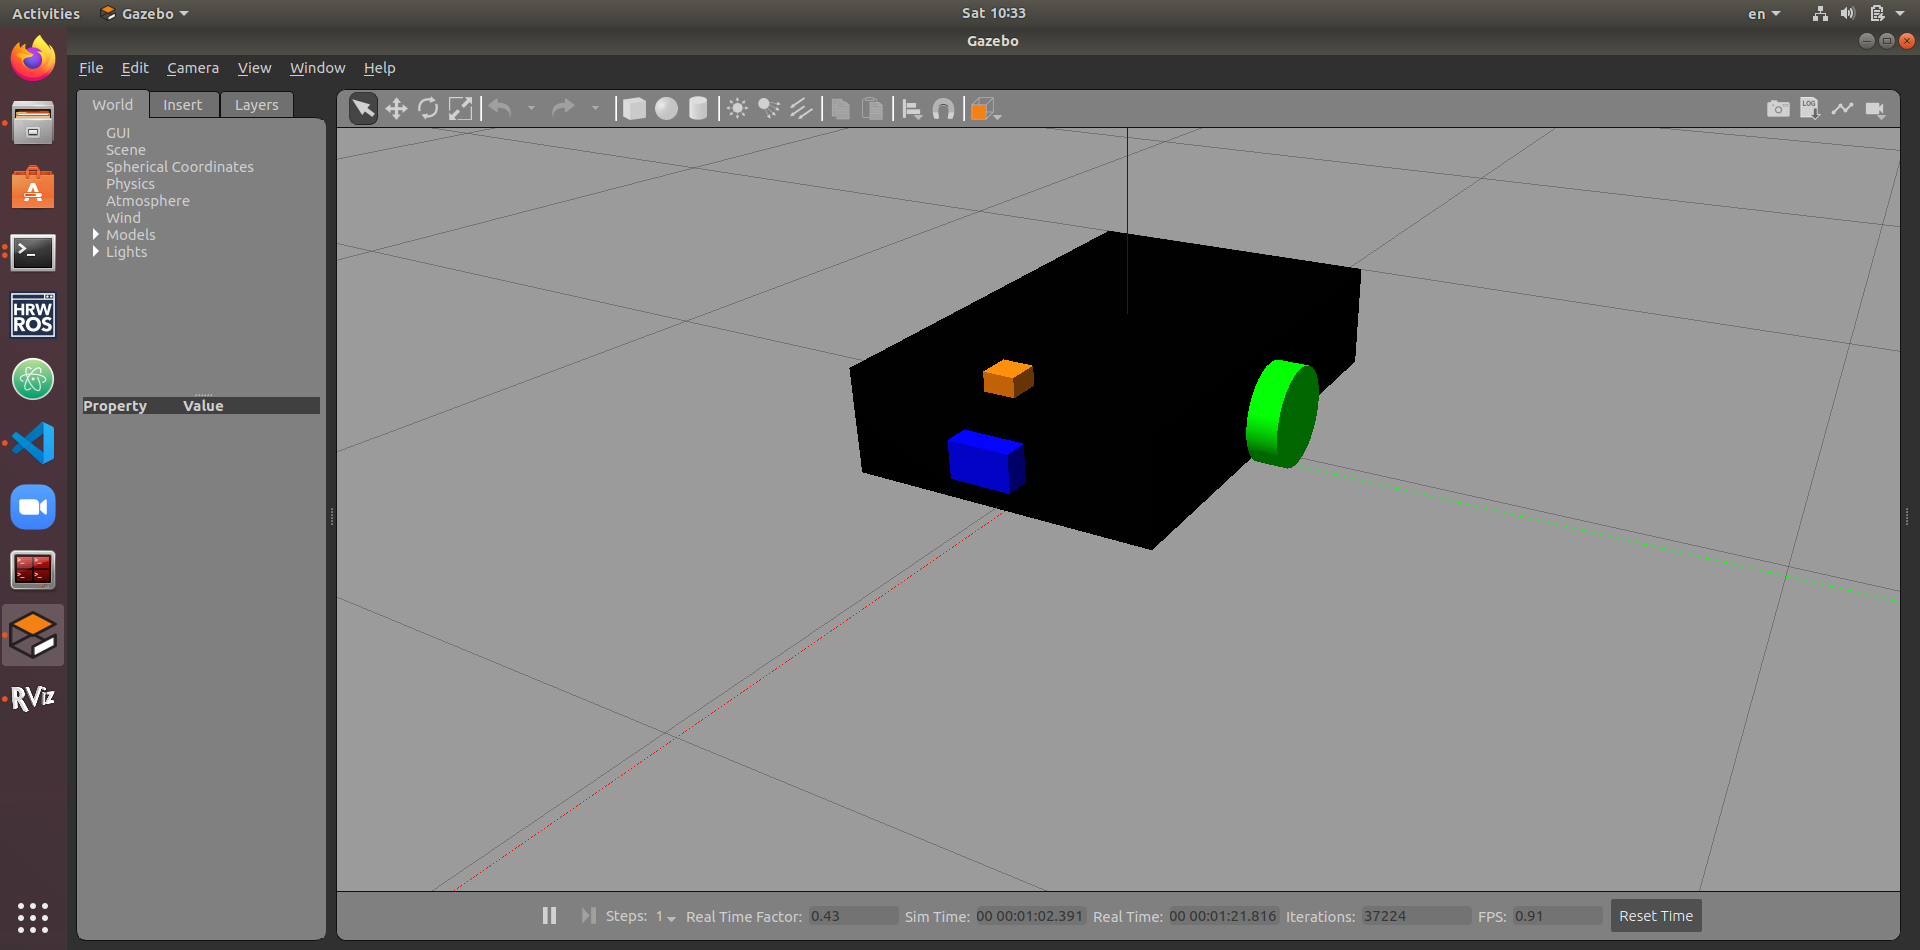 Activities Gazebo Sat 10:33 en
Gazebo
File Edit Camera View Window Help
World Insert Layers
LOG
GUI
Scene
Spherical Coordinates
Physics
Atmosphere
Wind
Models
Lights
HRW
ROS
Property Value
RViz
Steps: 1 Real Time Factor: 0.43 Sim Time: 00 00:01:02.391 Real Time: 00 00:01:21.816 Iterations: 37224 FPS: 0.91 Reset Time